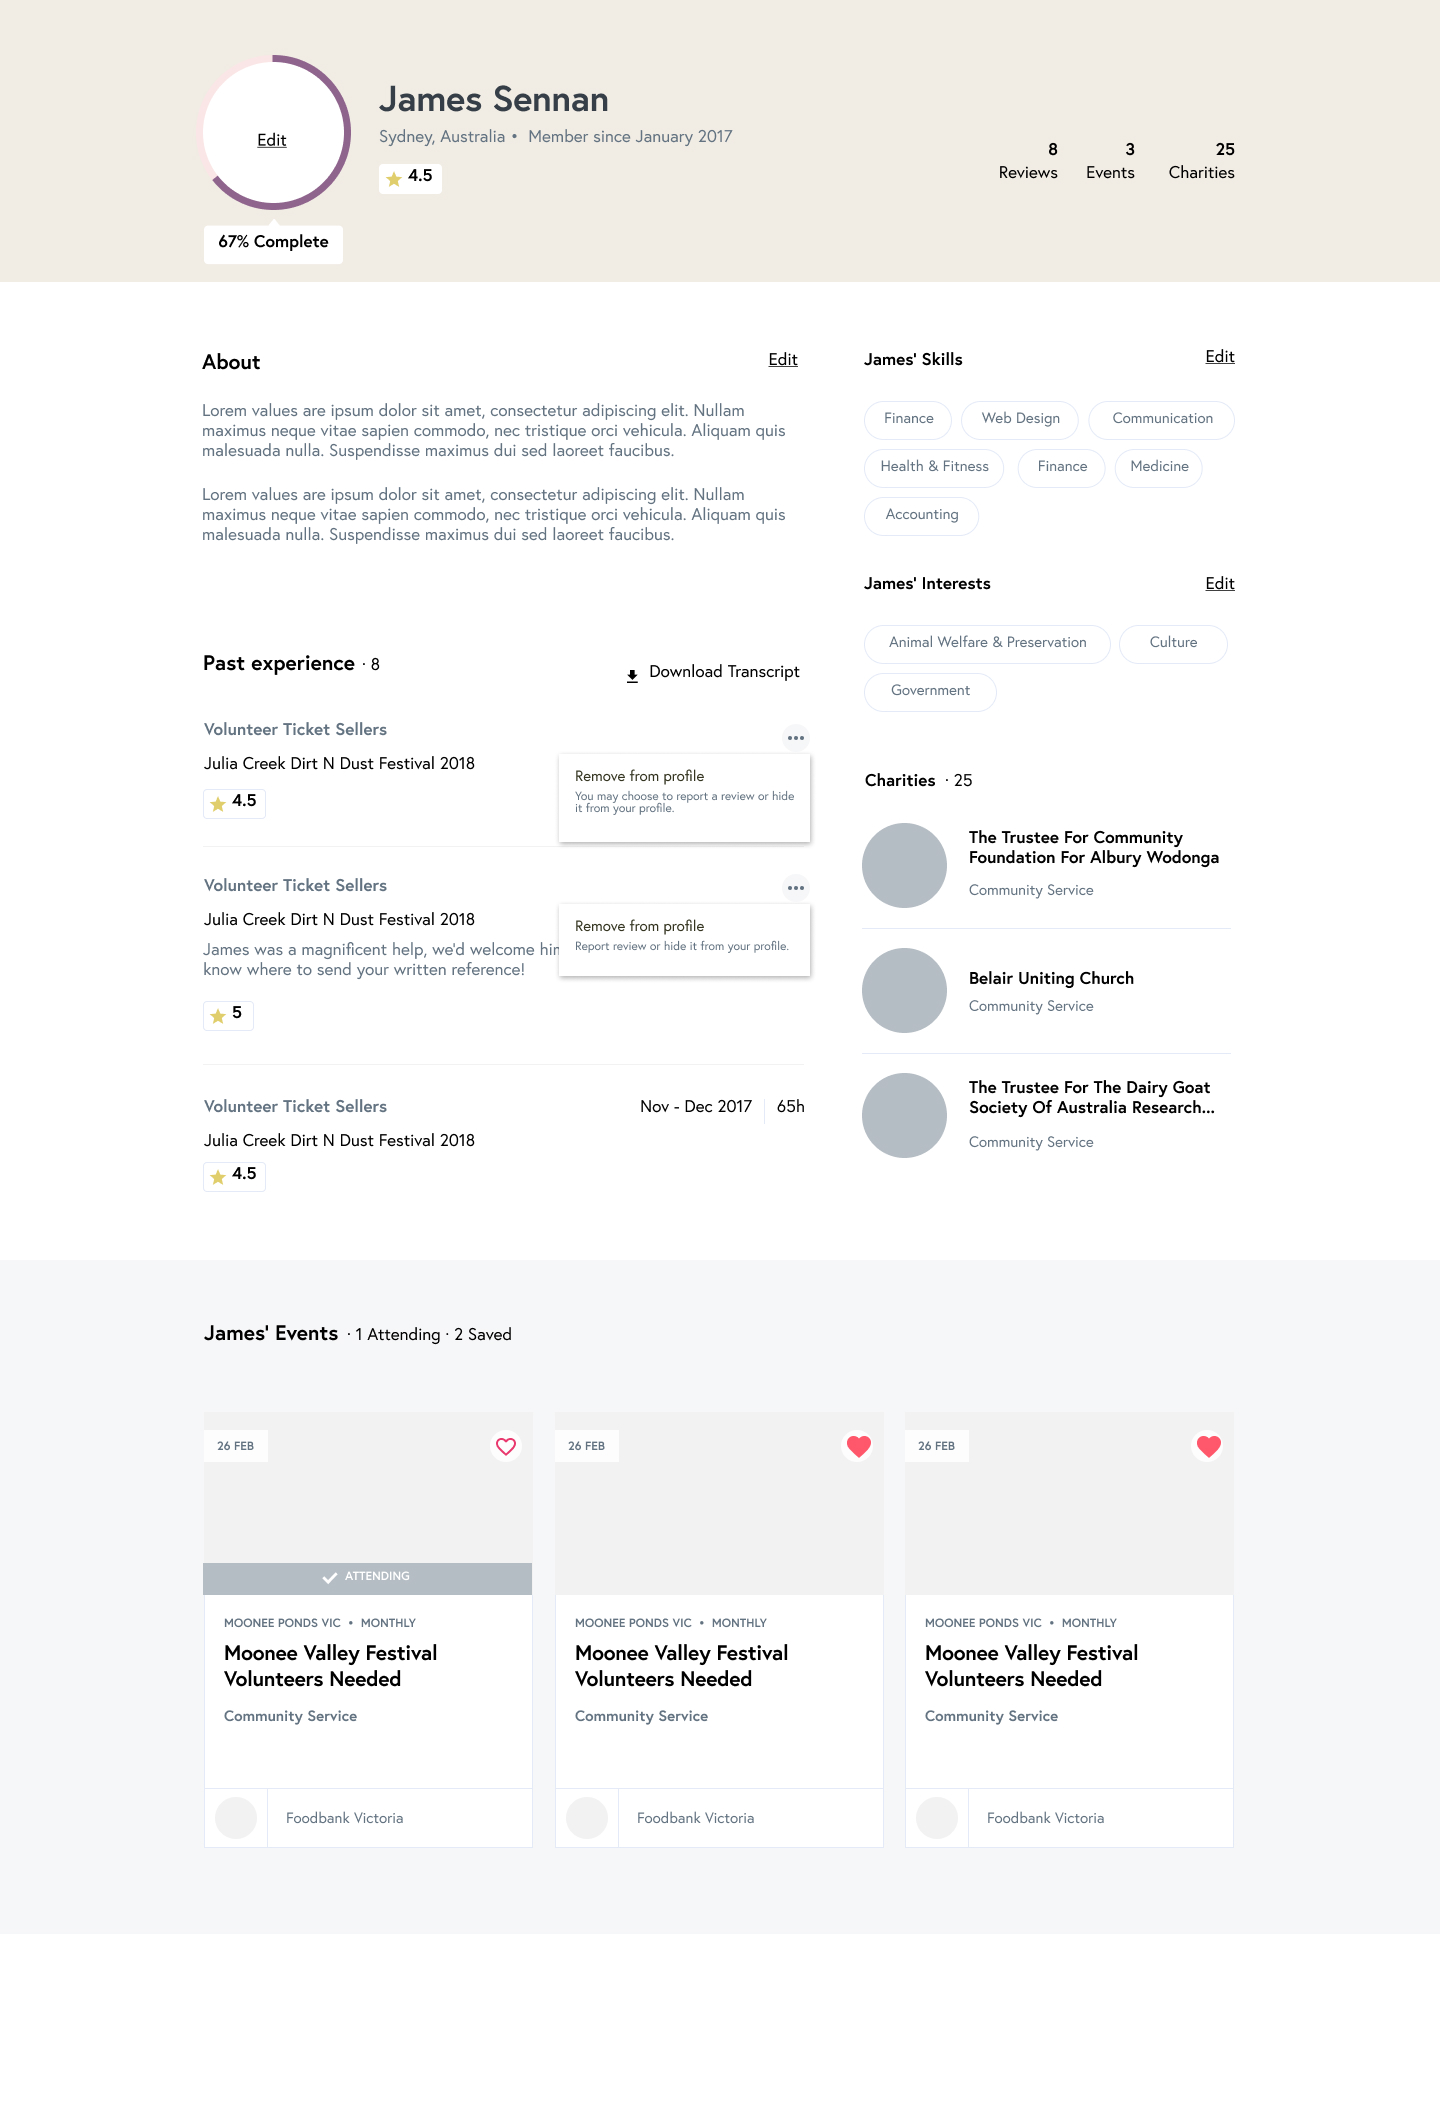 Edit
67% Complete
James Sennan
Sydney, Australia • Member since January 2017
4.5
8
Reviews
3
Events
25
Charities
About
Edit
Lorem values are ipsum dolor sit amet, consectetur adipiscing elit. Nullam
maximus neque vitae sapien commodo, nec tristique orci vehicula. Aliquam quis
malesuada nulla. Suspendisse maximus dui sed laoreet faucibus.
Lorem values are ipsum dolor sit amet, consectetur adipiscing elit. Nullam
maximus neque vitae sapien commodo, nec tristique orci vehicula. Aliquam quis
malesuada nulla. Suspendisse maximus dui sed laoreet faucibus.
Past experience · 8
Download Transcript
Volunteer Ticket Sellers
Julia Creek Dirt N Dust Festival 2018
4.5
Remove from profile
You may choose to report a review or hide
it from your profile.
Volunteer Ticket Sellers
Julia Creek Dirt N Dust Festival 2018
James was a magnificent help, we'd welcome
know where to send your written reference!
5
Remove from profile
Report review or hide it from your profile.
Volunteer Ticket Sellers
Nov - Dec 2017
65h
Julia Creek Dirt N Dust Festival 2018
4.5
James' Skills
Edit
Finance
Web Design
Communication
Health & Fitness
Finance
Medicine
Accounting
James' Interests
Edit
Animal Welfare & Preservation
Culture
Government
Charities · 25
The Trustee For Community
Foundation For Albury Wodonga
Community Service
Belair Uniting Church
Community Service
The Trustee For The Dairy Goat
Society Of Australia Research...
Community Service
James' Events · 1 Attending · 2 Saved
26 FEB
ATTENDING
MOONEE PONDS VIC • MONTHLY
Moonee Valley Festival
Volunteers Needed
Community Service
Foodbank Victoria
26 FEB
MOONEE PONDS VIC • MONTHLY
Moonee Valley Festival
Volunteers Needed
Community Service
Foodbank Victoria
26 FEB
MOONEE PONDS VIC • MONTHLY
Moonee Valley Festival
Volunteers Needed
Community Service
Foodbank Victoria